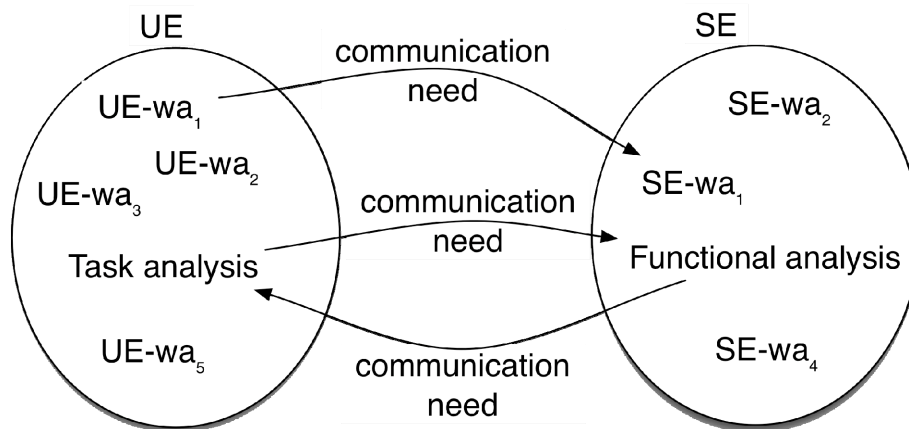 UE
SE
communication
need
UE-wa₁
SE-wa₂
UE-wa₂
SE-wa₁
UE-wa₃
communication
need
Task analysis
Functional analysis
UE-wa₅
SE-wa₄
communication
need